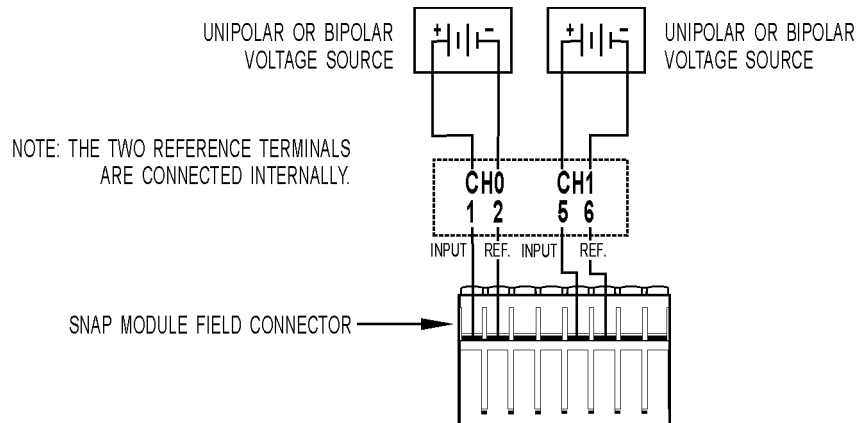 UNIPOLAR OR BIPOLAR
VOLTAGE SOURCE
+ -
+ -
UNIPOLAR OR BIPOLAR
VOLTAGE SOURCE
NOTE: THE TWO REFERENCE TERMINALS
ARE CONNECTED INTERNALLY.
CH0 CH1
1 2 5 6
INPUT REF. INPUT REF.
SNAP MODULE FIELD CONNECTOR